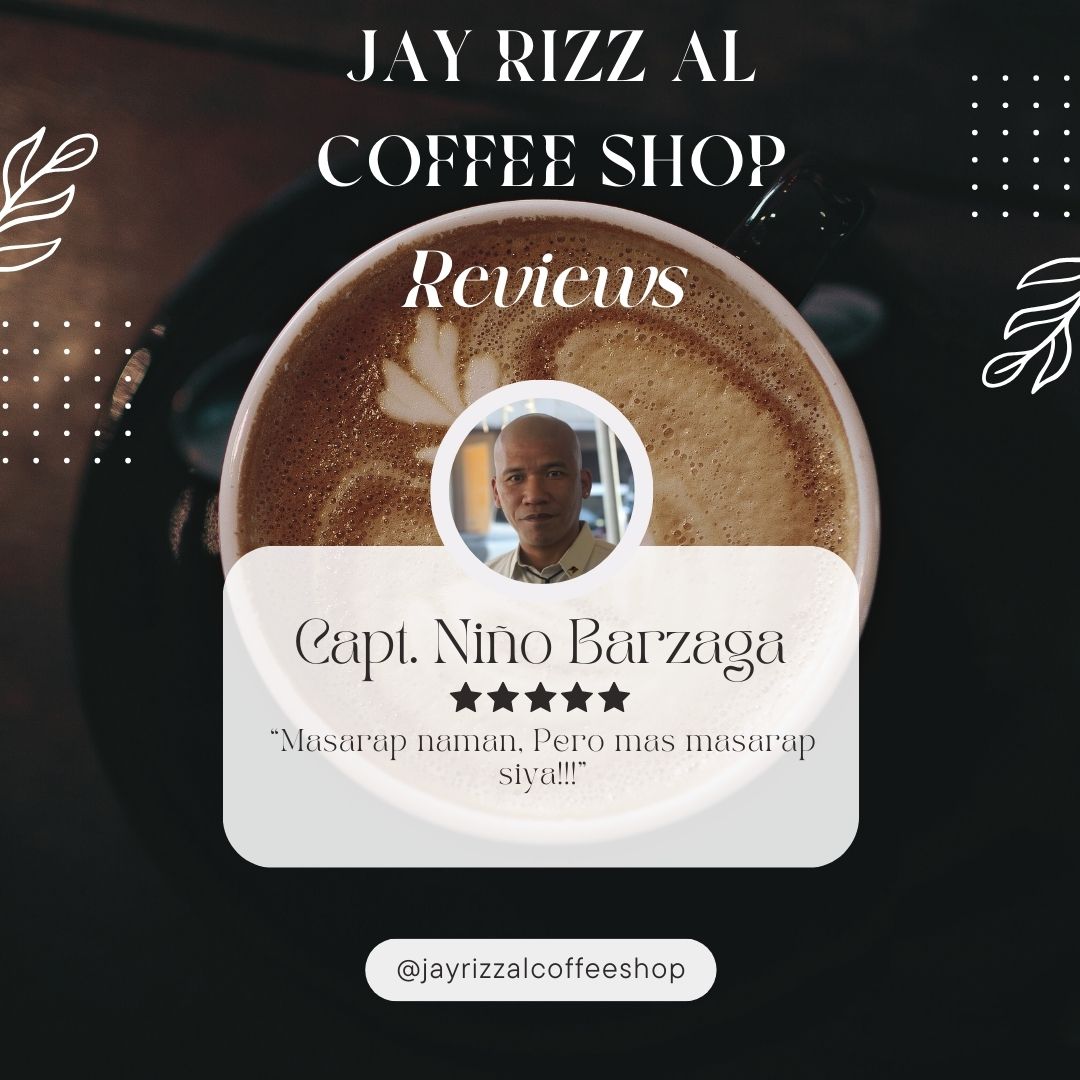 JAY RIZZ AL
COFFEE SHOP
Reviews
Capt. Niño Barzaga
“Masarap naman, Pero mas masarap
siya!!!”
@jayrizzalcoffeeshop